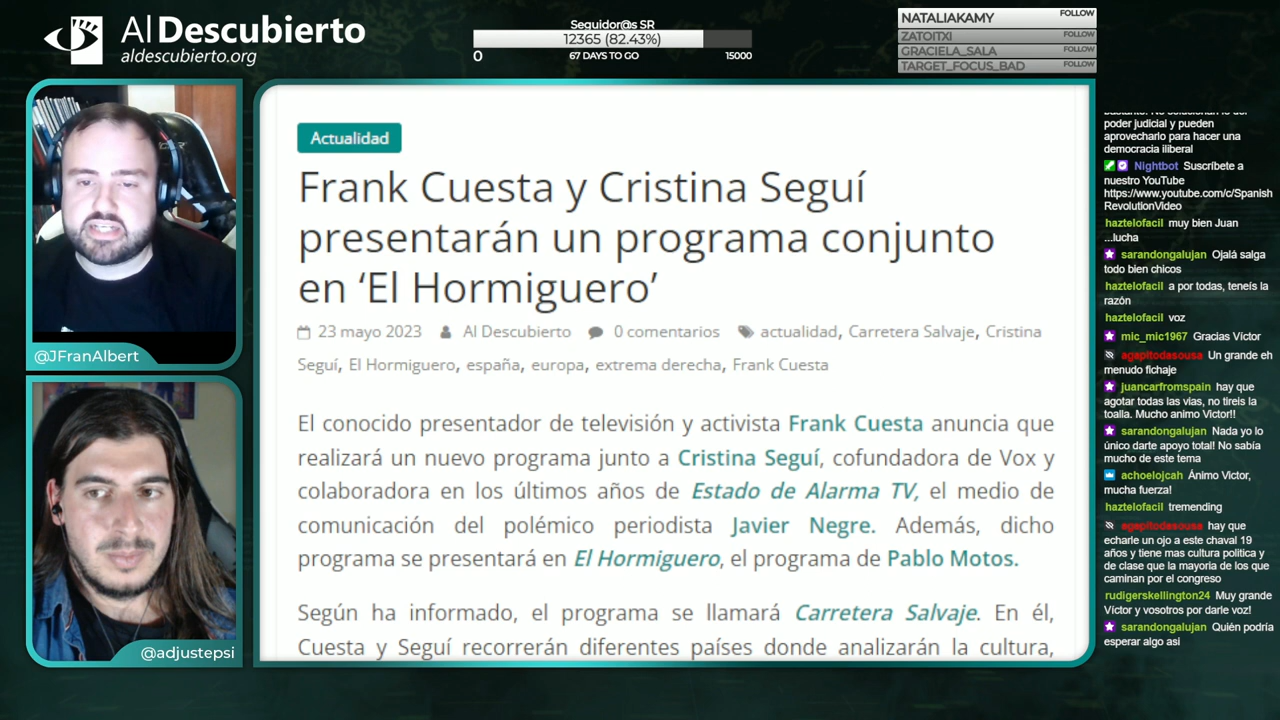 Al Descubierto
aldescubierto.org
Seguidor@s SR
12365 (82.43%)
0
67 DAYS TO GO
15000
NATALIAKAMY
FOLLOW
ZATOITXI
FOLLOW
GRACIELA_SALA
FOLLOW
TARGET_FOCUS_BAD
FOLLOW
@JFranAlbert
@adjustepsi
Actualidad
Frank Cuesta y Cristina Seguí
presentarán un programa conjunto
en ‘El Hormiguero’
23 mayo 2023 Al Descubierto 0 comentarios actualidad, Carretera Salvaje, Cristina
Seguí, El Hormiguero, españa, europa, extrema derecha, Frank Cuesta
El conocido presentador de televisión y activista Frank Cuesta anuncia que
realizará un nuevo programa junto a Cristina Seguí, cofundadora de Vox y
colaboradora en los últimos años de Estado de Alarma TV, el medio de
comunicación del polémico periodista Javier Negre. Además, dicho
programa se presentará en El Hormiguero, el programa de Pablo Motos.
Según ha informado, el programa se llamará Carretera Salvaje. En él,
Cuesta y Seguí recorrerán diferentes países donde analizarán la cultura,
poder judicial y pueden
aprovecharlo para hacer una
democracia iliberal
Nightbot Suscríbete a
nuestro YouTube
https://www.youtube.com/c/Spanish
RevolutionVideo
haztelofacil muy bien Juan
...lucha
sarandongalujan Ojalá salga
todo bien chicos
haztelofacil a por todas, teneís la
razón
haztelofacil voz
mic_mic1967 Gracias Víctor
agapitodasousa Un grande eh
menudo fichaje
juancarfromspain hay que
agotar todas las vías, no tireis la
toalla. Mucho animo Victor!!
sarandongalujan Nada yo lo
único darte apoyo total! No sabía
mucho de este tema
achoelojcah Ánimo Victor,
mucha fuerza!
haztelofacil tremending
agapitodasousa hay que
echarle un ojo a este chaval 19
años y tiene mas cultura politica y
de clase que la mayoria de los que
caminan por el congreso
rudigerskellington24 Muy grande
Víctor y vosotros por darle voz!
sarandongalujan Quién podría
esperar algo asi